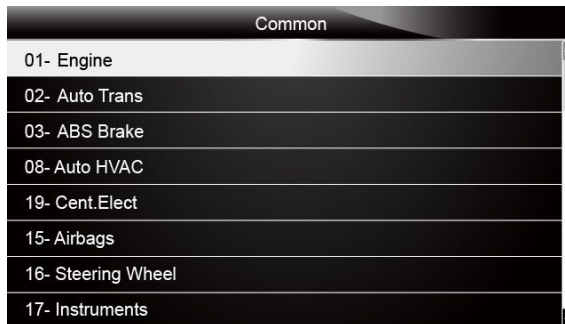 Common
01- Engine
02- Auto Trans
03- ABS Brake
08- Auto HVAC
19- Cent.Elect
15- Airbags
16- Steering Wheel
17- Instruments